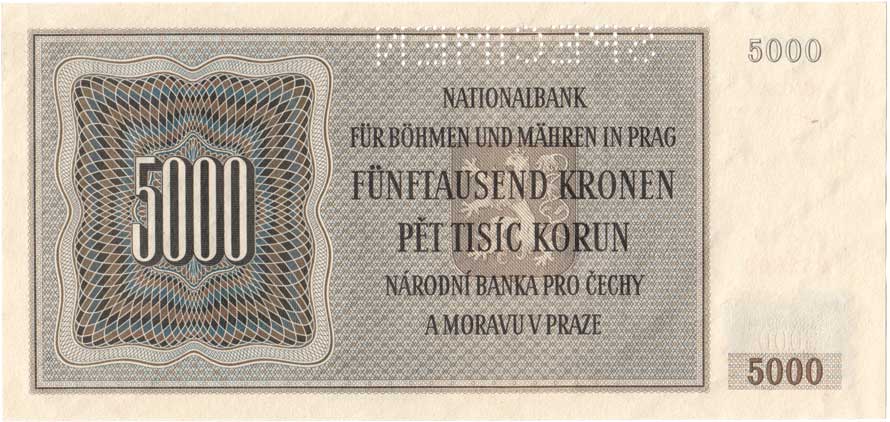 SPECIMEN
5000
5000
NATIONALBANK
FÜR BÖHMEN UND MÄHREN IN PRAG
FÜNFTAUSEND KRONEN
PĚT TISÍC KORUN
NÁRODNÍ BANKA PRO ČECHY
A MORAVU V PRAZE
5000